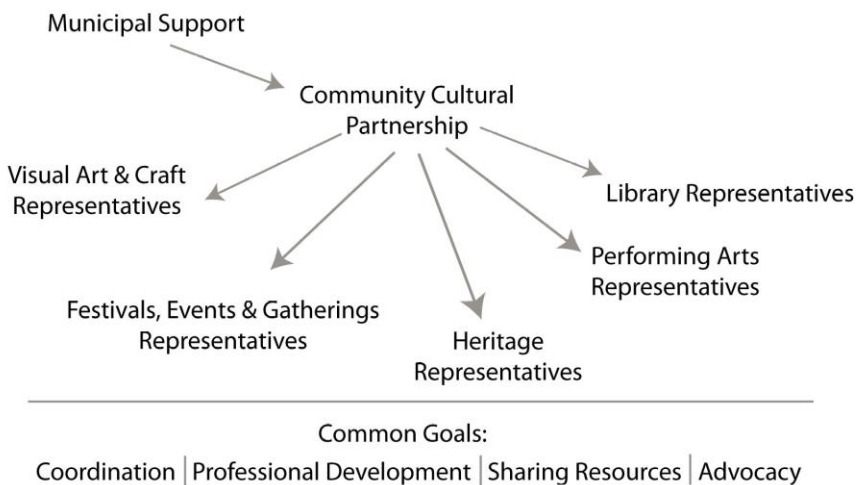 Municipal Support
Community Cultural
Partnership
Visual Art & Craft
Representatives
Library Representatives
Performing Arts
Representatives
Festivals, Events & Gatherings
Representatives
Heritage
Representatives
Common Goals:
Coordination | Professional Development | Sharing Resources | Advocacy